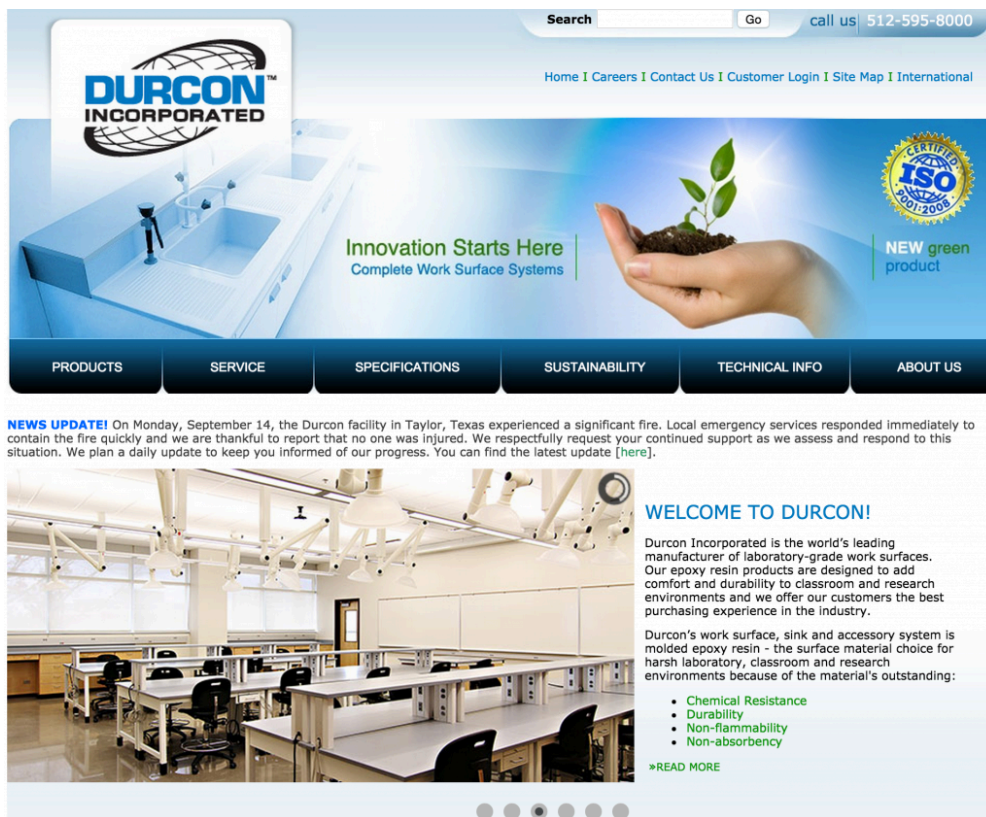 Search
Go
call us 512-595-8000
DURCON™
INCORPORATED
Home I Careers I Contact Us I Customer Login I Site Map I International
CERTIFIED
ISO
9001:2008
Innovation Starts Here
Complete Work Surface Systems
NEW green
product
PRODUCTS
SERVICE
SPECIFICATIONS
SUSTAINABILITY
TECHNICAL INFO
ABOUT US
NEWS UPDATE! On Monday, September 14, the Durcon facility in Taylor, Texas experienced a significant fire. Local emergency services responded immediately to
contain the fire quickly and we are thankful to report that no one was injured. We respectfully request your continued support as we assess and respond to this
situation. We plan a daily update to keep you informed of our progress. You can find the latest update [here].
WELCOME TO DURCON!
Durcon Incorporated is the world's leading
manufacturer of laboratory-grade work surfaces.
Our epoxy resin products are designed to add
comfort and durability to classroom and research
environments and we offer our customers the best
purchasing experience in the industry.
Durcon's work surface, sink and accessory system is
molded epoxy resin - the surface material choice for
harsh laboratory, classroom and research
environments because of the material's outstanding:
• Chemical Resistance
• Durability
• Non-flammability
• Non-absorbency
»READ MORE